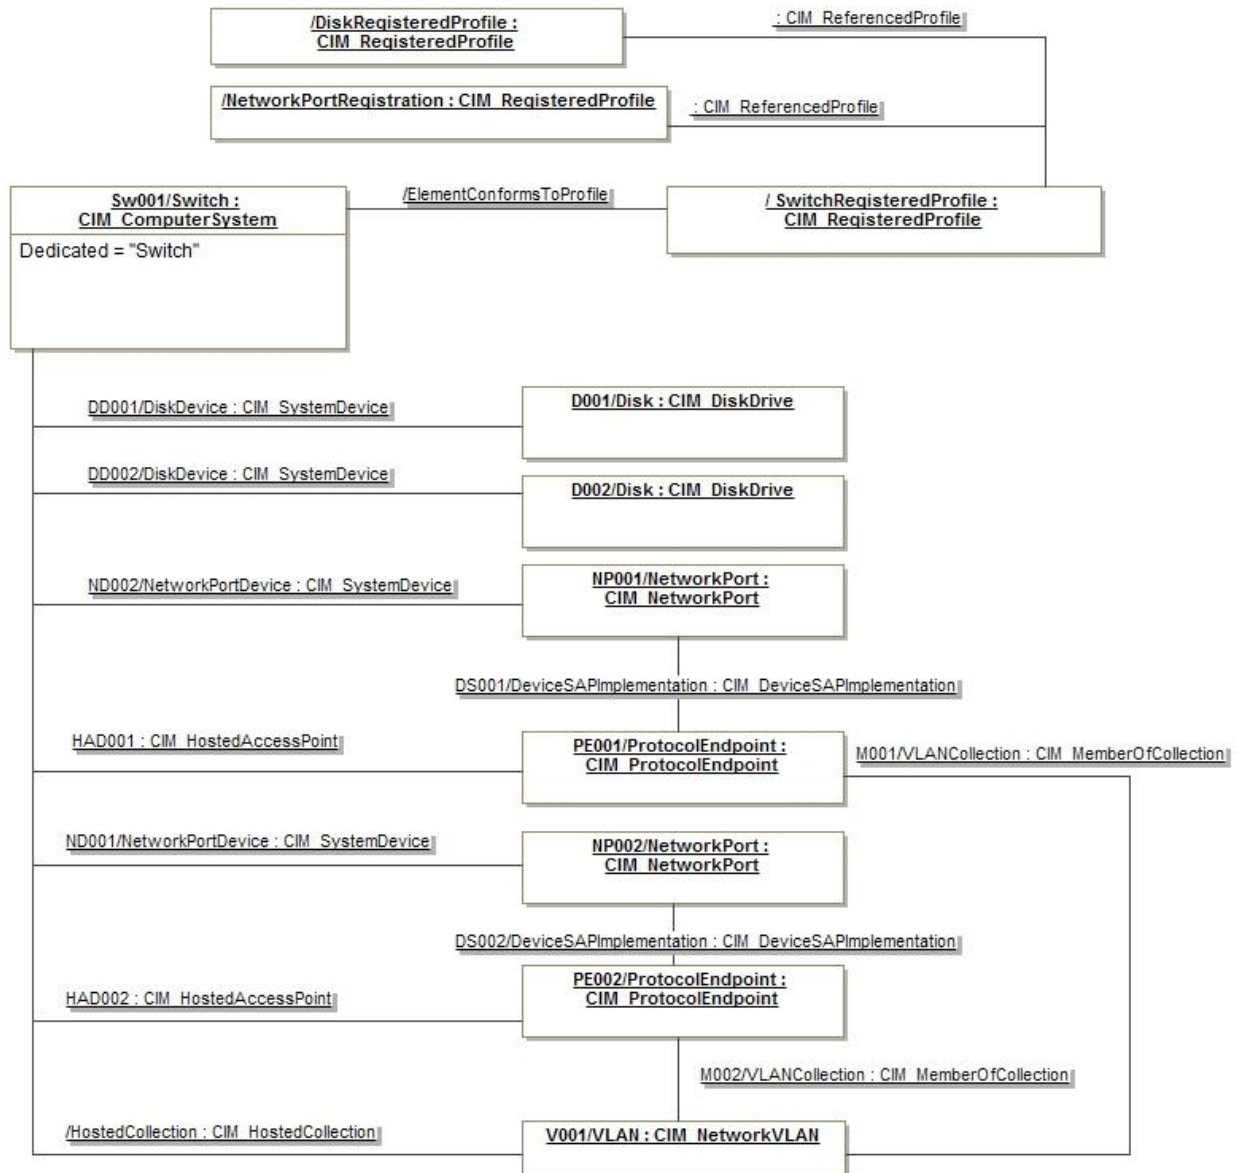 /DiskRegisteredProfile :
CIM_RegisteredProfile
: CIM_ReferencedProfile
/NetworkPortRegistration : CIM_RegisteredProfile
: CIM_ReferencedProfile
Sw001/Switch :
CIM_ComputerSystem
Dedicated = "Switch"
/ElementConformsToProfile
/ SwitchRegisteredProfile :
CIM_RegisteredProfile
DD001/DiskDevice : CIM_SystemDevice
D001/Disk : CIM_DiskDrive
DD002/DiskDevice : CIM_SystemDevice
D002/Disk : CIM_DiskDrive
ND002/NetworkPortDevice : CIM_SystemDevice
NP001/NetworkPort :
CIM_NetworkPort
DS001/DeviceSAPImplementation : CIM_DeviceSAPImplementation
HAD001 : CIM_HostedAccessPoint
PE001/ProtocolEndpoint :
CIM_ProtocolEndpoint
M001/VLANCollection : CIM_MemberOfCollection
ND001/NetworkPortDevice : CIM_SystemDevice
NP002/NetworkPort :
CIM_NetworkPort
DS002/DeviceSAPImplementation : CIM_DeviceSAPImplementation
HAD002 : CIM_HostedAccessPoint
PE002/ProtocolEndpoint :
CIM_ProtocolEndpoint
M002/VLANCollection : CIM_MemberOfCollection
/HostedCollection : CIM_HostedCollection
V001/VLAN : CIM_NetworkVLAN